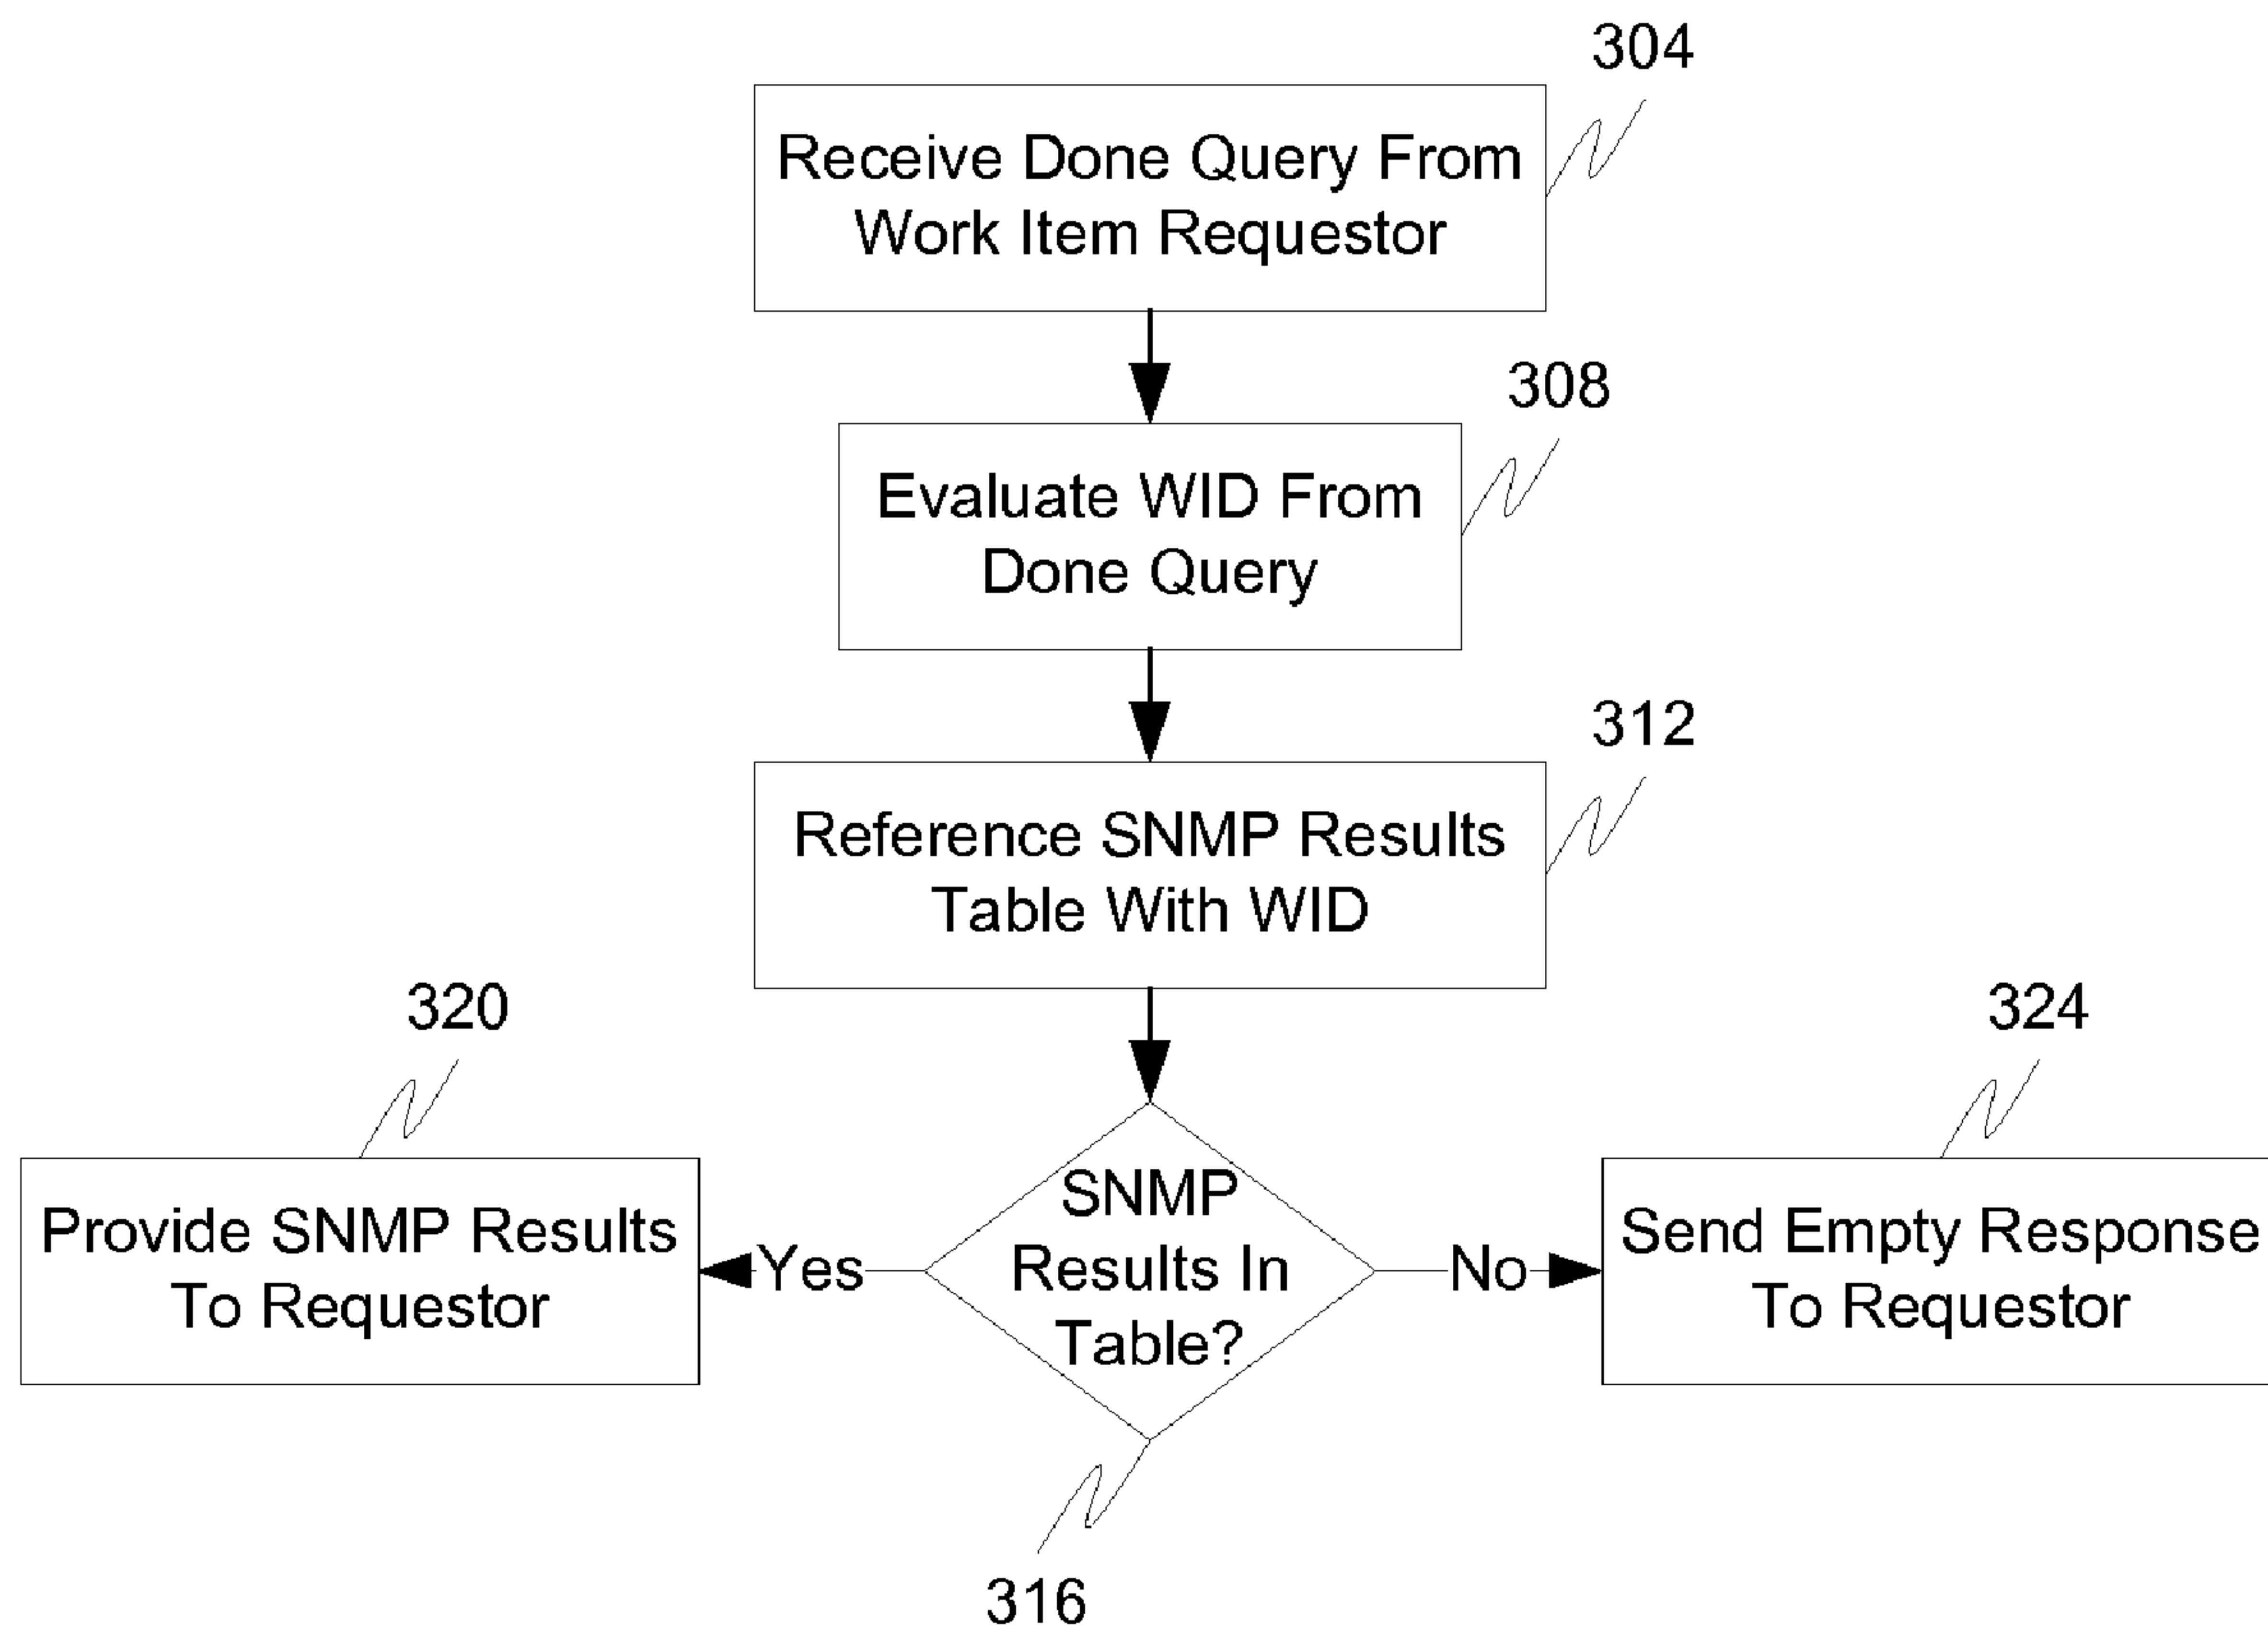 304
Receive Done Query From
Work Item Requestor
308
Evaluate WID From
Done Query
312
Reference SNMP Results
Table With WID
320
324
Provide SNMP Results
To Requestor
Yes
SNMP
Results In
Table?
No
Send Empty Response
To Requestor
316